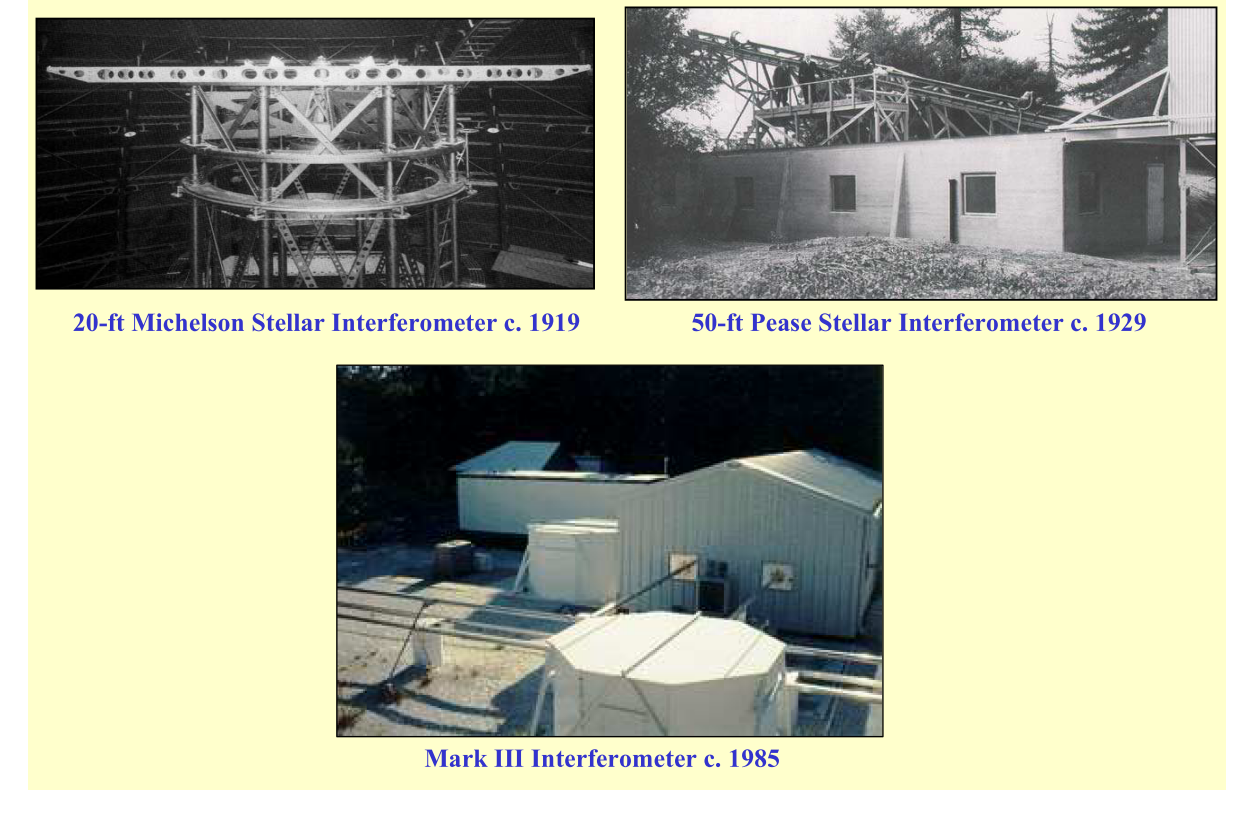 20-ft Michelson Stellar Interferometer c. 1919
50-ft Pease Stellar Interferometer c. 1929
Mark III Interferometer c. 1985